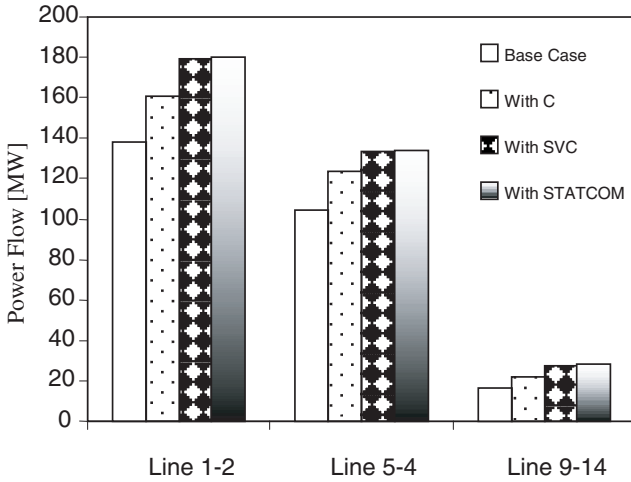 200
180
160
140
120
100
80
60
40
20
0
Power Flow [MW]
Base Case
With C
With SVC
With STATCOM
Line 1-2
Line 5-4
Line 9-14